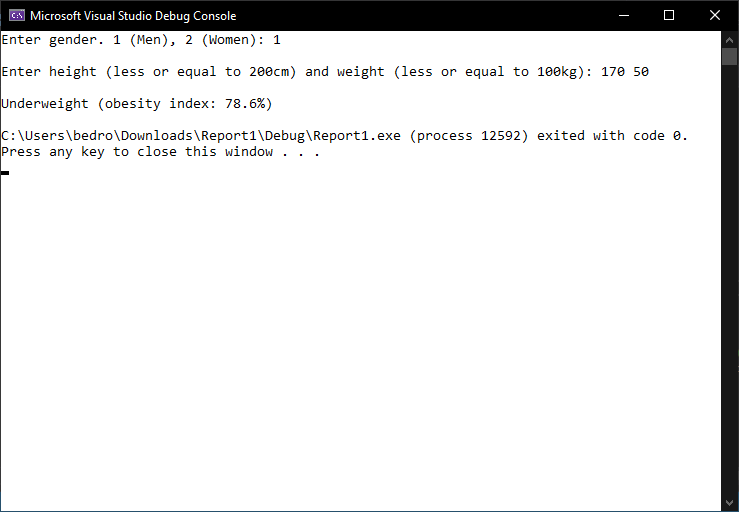 Microsoft Visual Studio Debug Console
Enter gender. 1 (Men), 2 (Women): 1
Enter height (less or equal to 200cm) and weight (less or equal to 100kg): 170 50
Underweight (obesity index: 78.6%)
C:\Users\bedro\Downloads\Report1\Debug\Report1.exe (process 12592) exited with code 0.
Press any key to close this window . . .